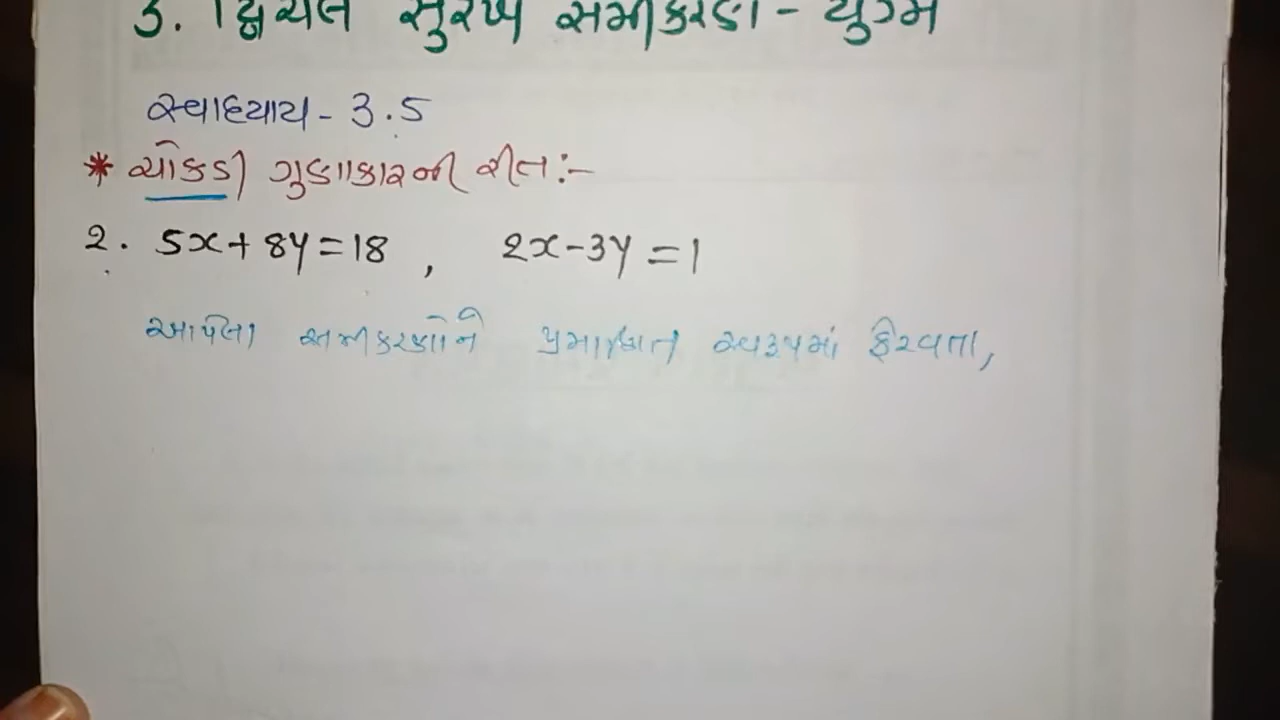 3. દ્વિચલ સુરેખ સમીકરણ - યુગ્મ
સ્વાધ્યાય - 3.5
* ચોકડી ગુણાકારની રીત :-
2. 5x + 8y = 18 , 2x - 3y = 1
આપેલા સમીકરણોને પ્રમાણિત સ્વરૂપમાં ફેરવતા,